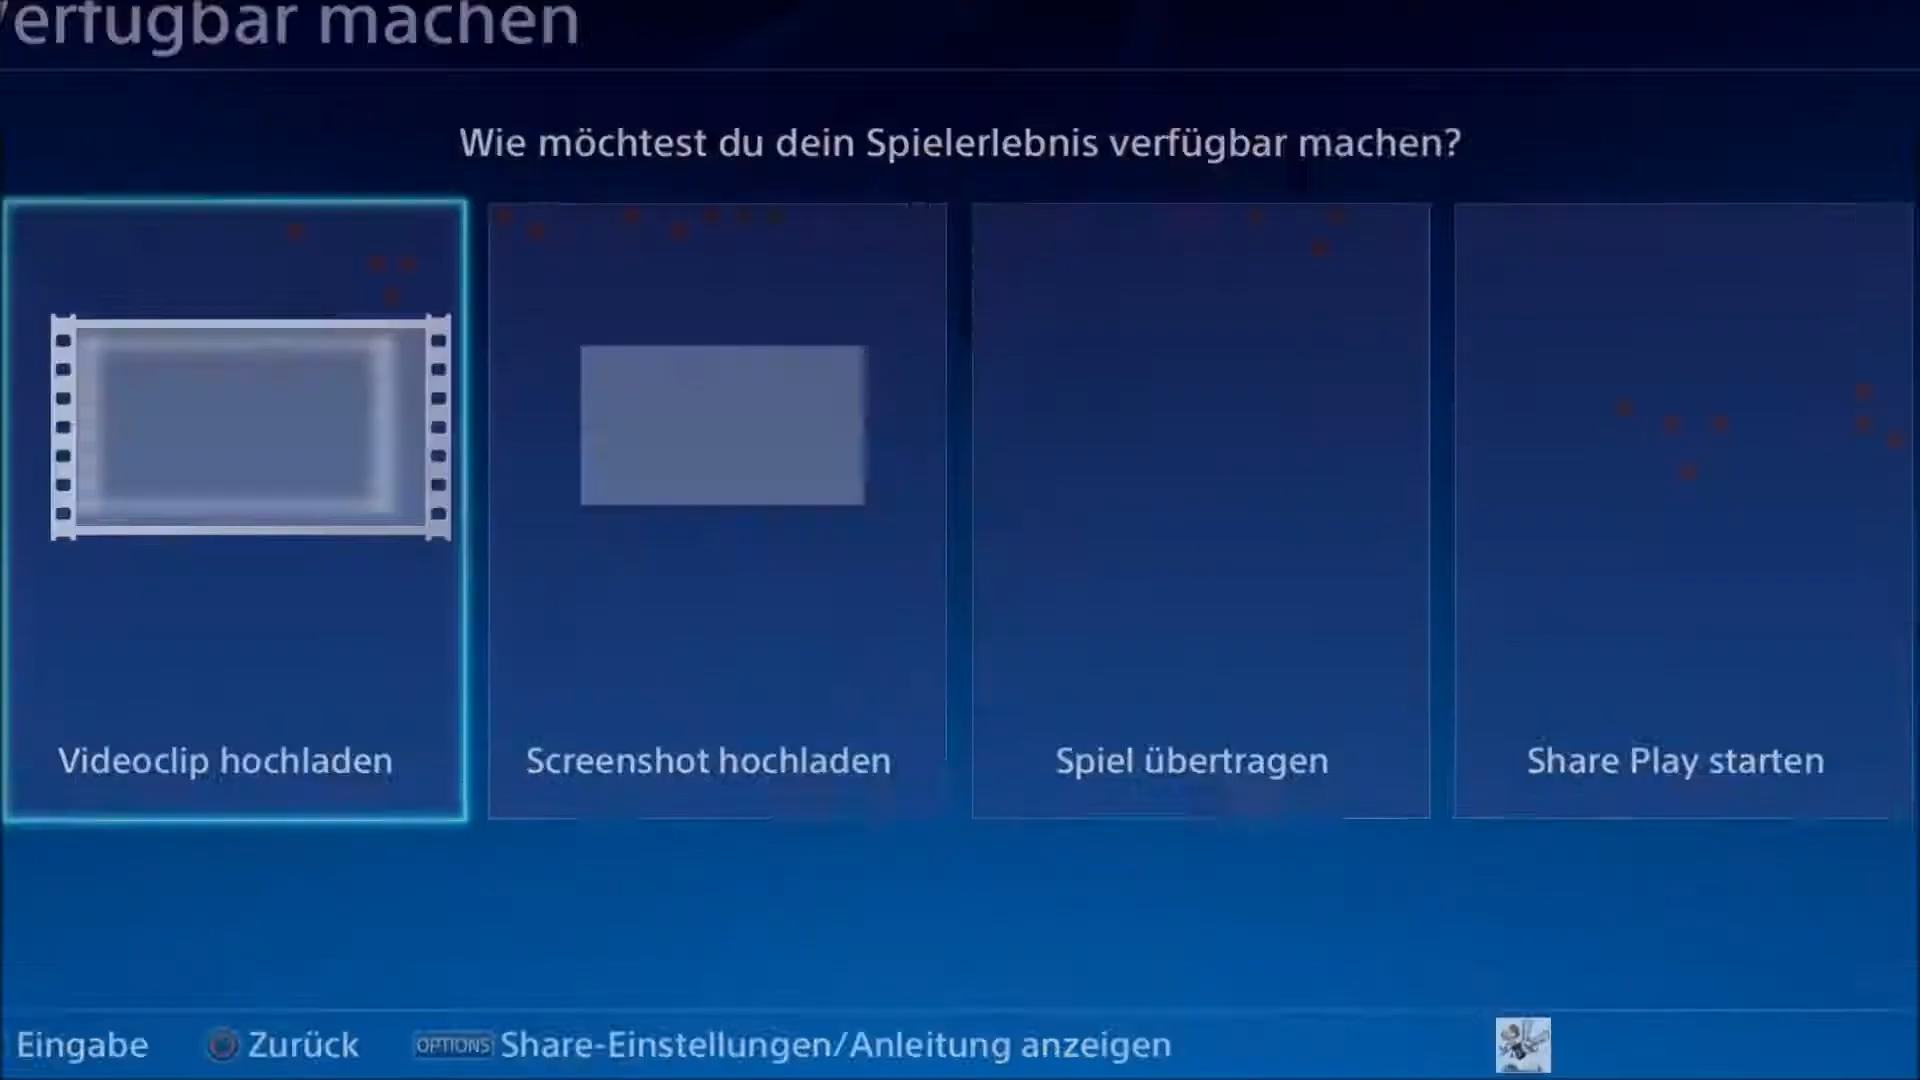 Verfügbar machen
Wie möchtest du dein Spielerlebnis verfügbar machen?
Videoclip hochladen
Screenshot hochladen
Spiel übertragen
Share Play starten
Eingabe
Zurück
OPTIONS Share-Einstellungen/Anleitung anzeigen